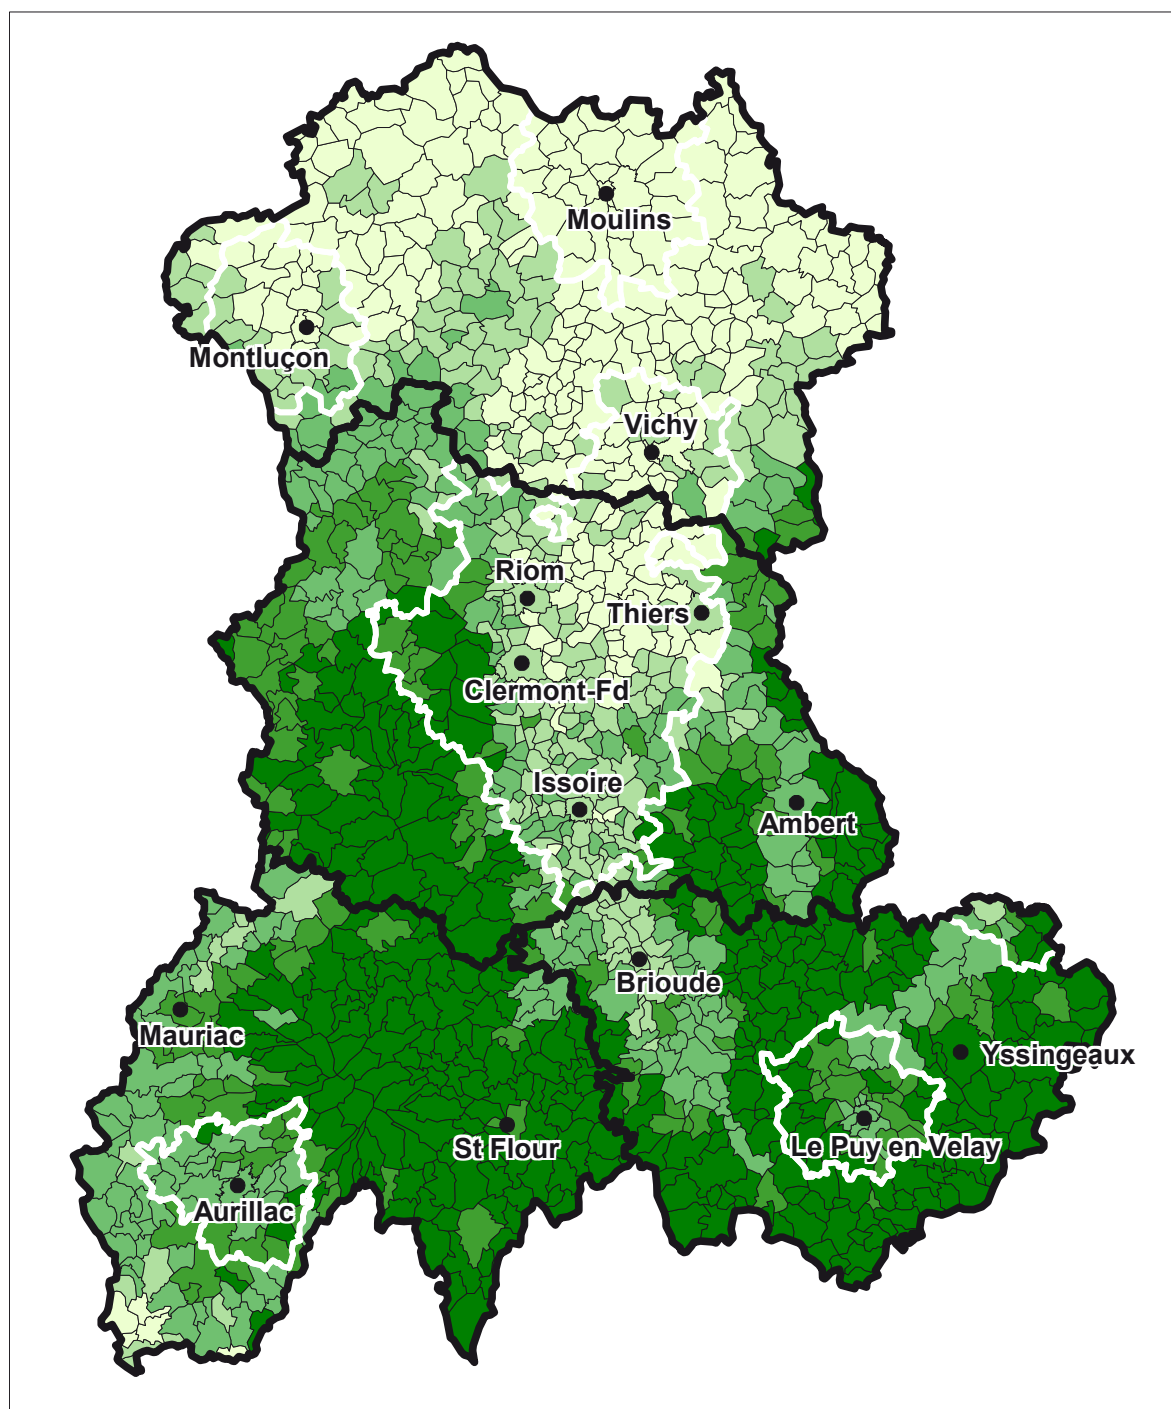 Moulins
Montluçon
Vichy
Riom
Thiers
Clermont-Fd
Issoire
Ambert
Brioude
Mauriac
Yssingeaux
St Flour
Le Puy en Velay
Aurillac